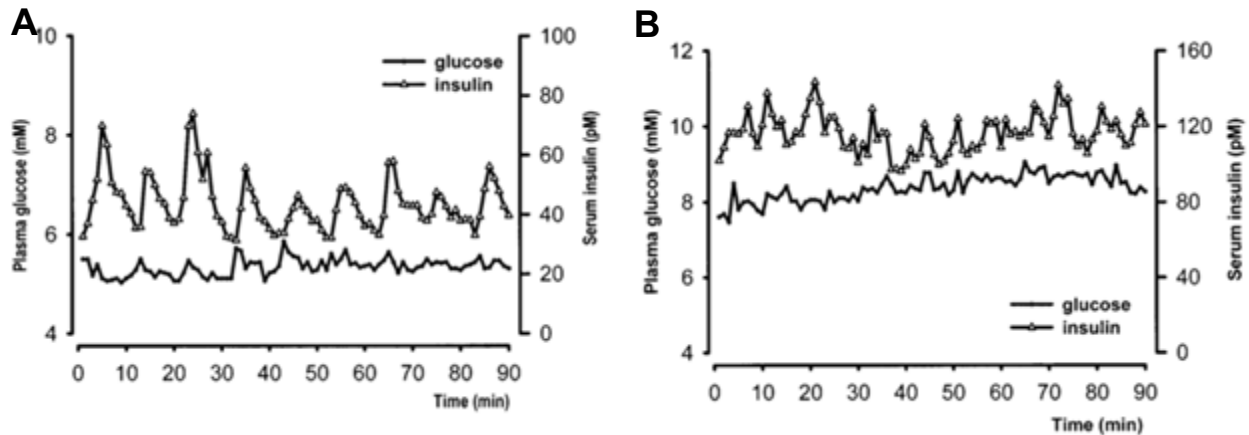 A
10
8
6
4
Plasma glucose (mM)
100
80
60
40
20
0
Serum insulin (pM)
glucose
insulin
0 10 20 30 40 50 60 70 80 90
Time (min)
B
12
10
8
6
4
Plasma glucose (mM)
160
120
80
40
0
Serum insulin (pM)
glucose
insulin
0 10 20 30 40 50 60 70 80 90
Time (min)